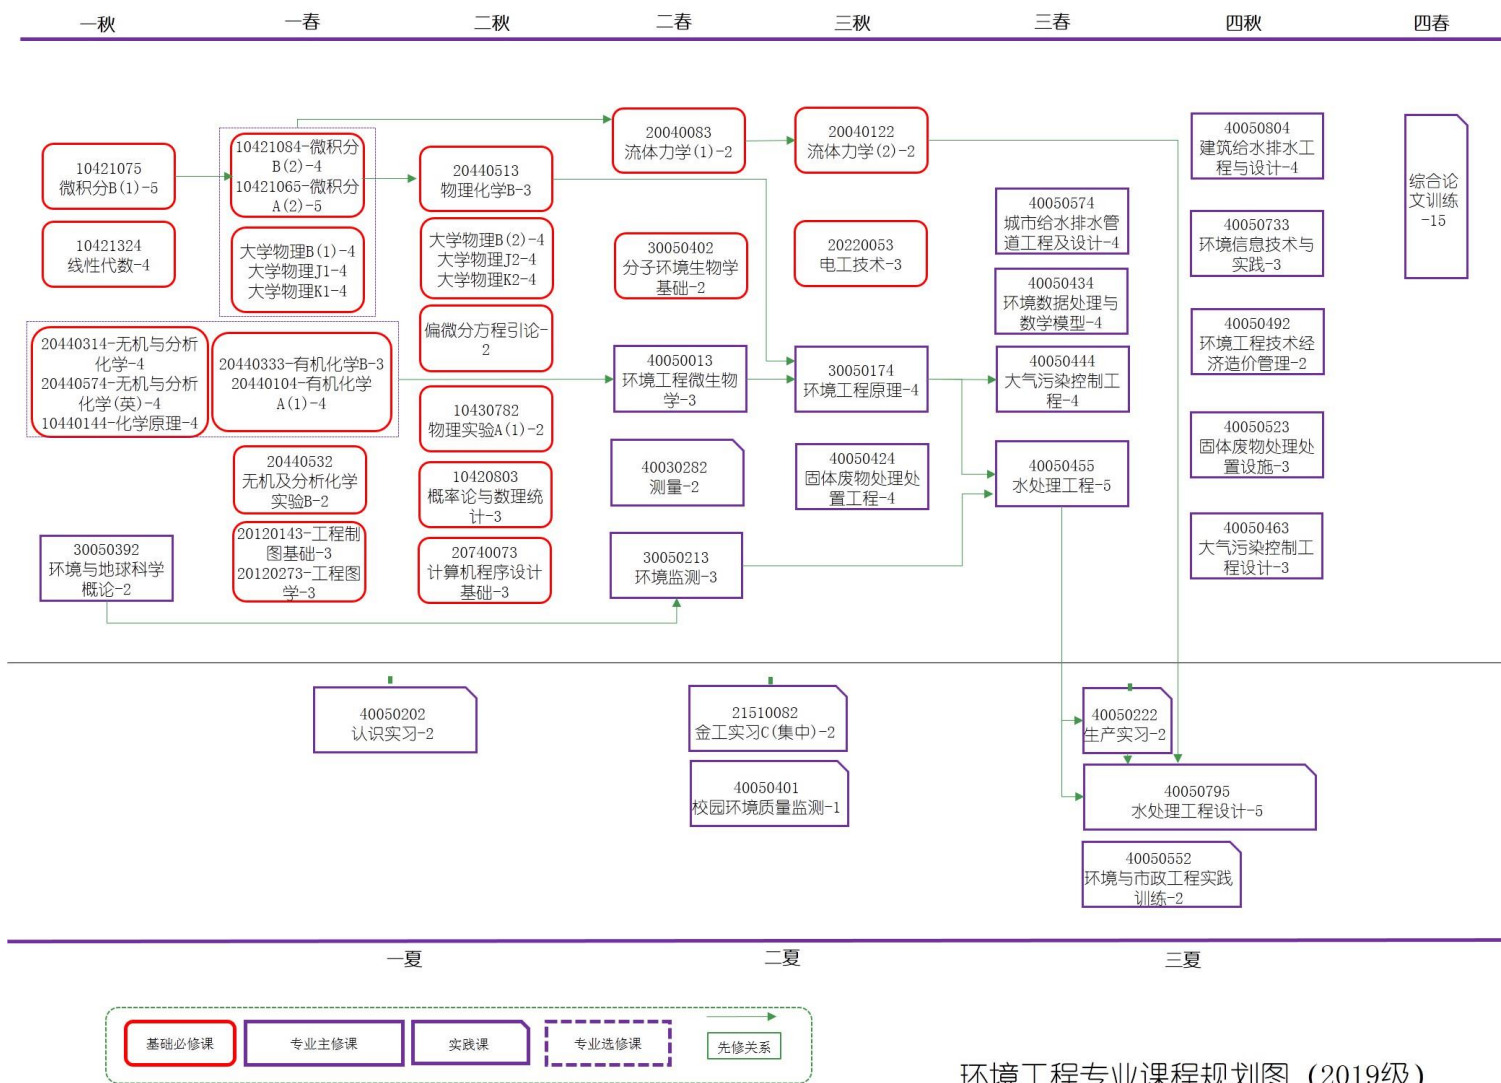 一秋
一春
二秋
二春
三秋
三春
四秋
四春
10421075
微积分B(1)-5
10421324
线性代数-4
20440314-无机与分析
化学-4
20440574-无机与分析
化学(英)-4
10440144-化学原理-4
30050392
环境与地球科学
概论-2
10421084-微积分
B(2)-4
10421065-微积分
A(2)-5
大学物理B(1)-4
大学物理J1-4
大学物理K1-4
20440333-有机化学B-3
20440104-有机化学
A(1)-4
20440532
无机及分析化学
实验B-2
20120143-工程制
图基础-3
20120273-工程图
学-3
20440513
物理化学B-3
大学物理B(2)-4
大学物理J2-4
大学物理K2-4
偏微分方程引论-
2
10430782
物理实验A(1)-2
10420803
概率论与数理统
计-3
20740073
计算机程序设计
基础-3
20040083
流体力学(1)-2
30050402
分子环境生物学
基础-2
40050013
环境工程微生物
学-3
40030282
测量-2
30050213
环境监测-3
20040122
流体力学(2)-2
20220053
电工技术-3
30050174
环境工程原理-4
40050424
固体废物处理处
置工程-4
40050574
城市给水排水管
道工程及设计-4
40050434
环境数据处理与
数学模型-4
40050444
大气污染控制工
程-4
40050455
水处理工程-5
40050804
建筑给水排水工
程与设计-4
40050733
环境信息技术与
实践-3
40050492
环境工程技术经
济造价管理-2
40050523
固体废物处理处
置设施-3
40050463
大气污染控制工
程设计-3
综合论
文训练
-15
40050202
认识实习-2
21510082
金工实习C(集中)-2
40050401
校园环境质量监测-1
40050222
生产实习-2
40050795
水处理工程设计-5
40050552
环境与市政工程实践
训练-2
一夏
二夏
三夏
基础必修课
专业主修课
实践课
专业选修课
先修关系
环境工程专业课程规划图（2019级）